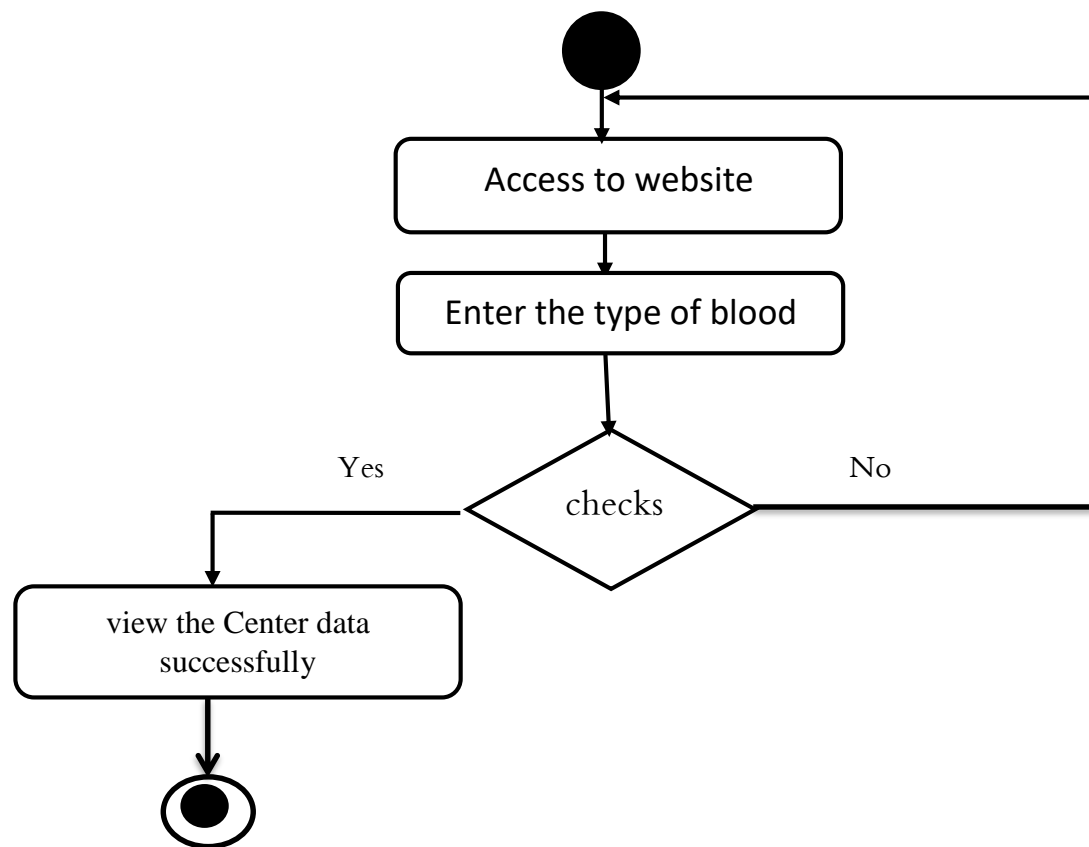 Access to website
Enter the type of blood
Yes
No
checks
view the Center data
successfully